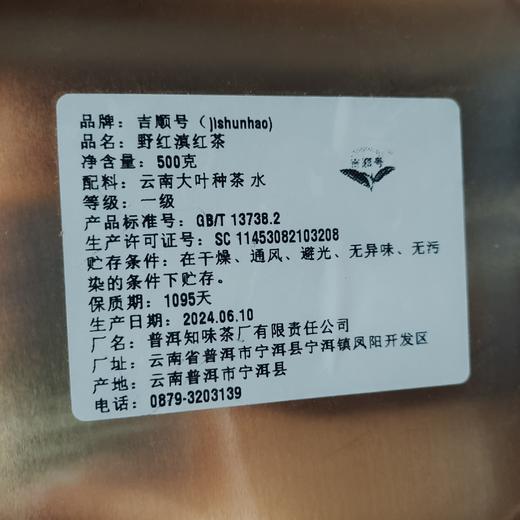 品牌：吉顺号（jishunhao)
吉顺号
品名：野红滇红茶
净含量：500克
配料：云南大叶种茶 水
等级：一级
产品标准号：GB/T 13738.2
生产许可证号：SC 11453082103208
贮存条件：在干燥、通风、避光、无异味、无污
染的条件下贮存。
保质期：1095天
生产日期：2024.06.10
厂名：普洱知味茶厂有限责任公司
厂址：云南省普洱市宁洱县宁洱镇凤阳开发区
产地：云南普洱市宁洱县
电话：0879-3203139